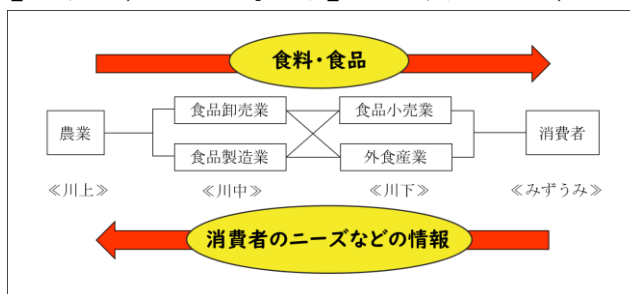 食料・食品
食品卸売業 食品小売業
農業 消費者
食品製造業 外食産業
≪川上≫ ≪川中≫ ≪川下≫ ≪みずうみ≫
消費者のニーズなどの情報